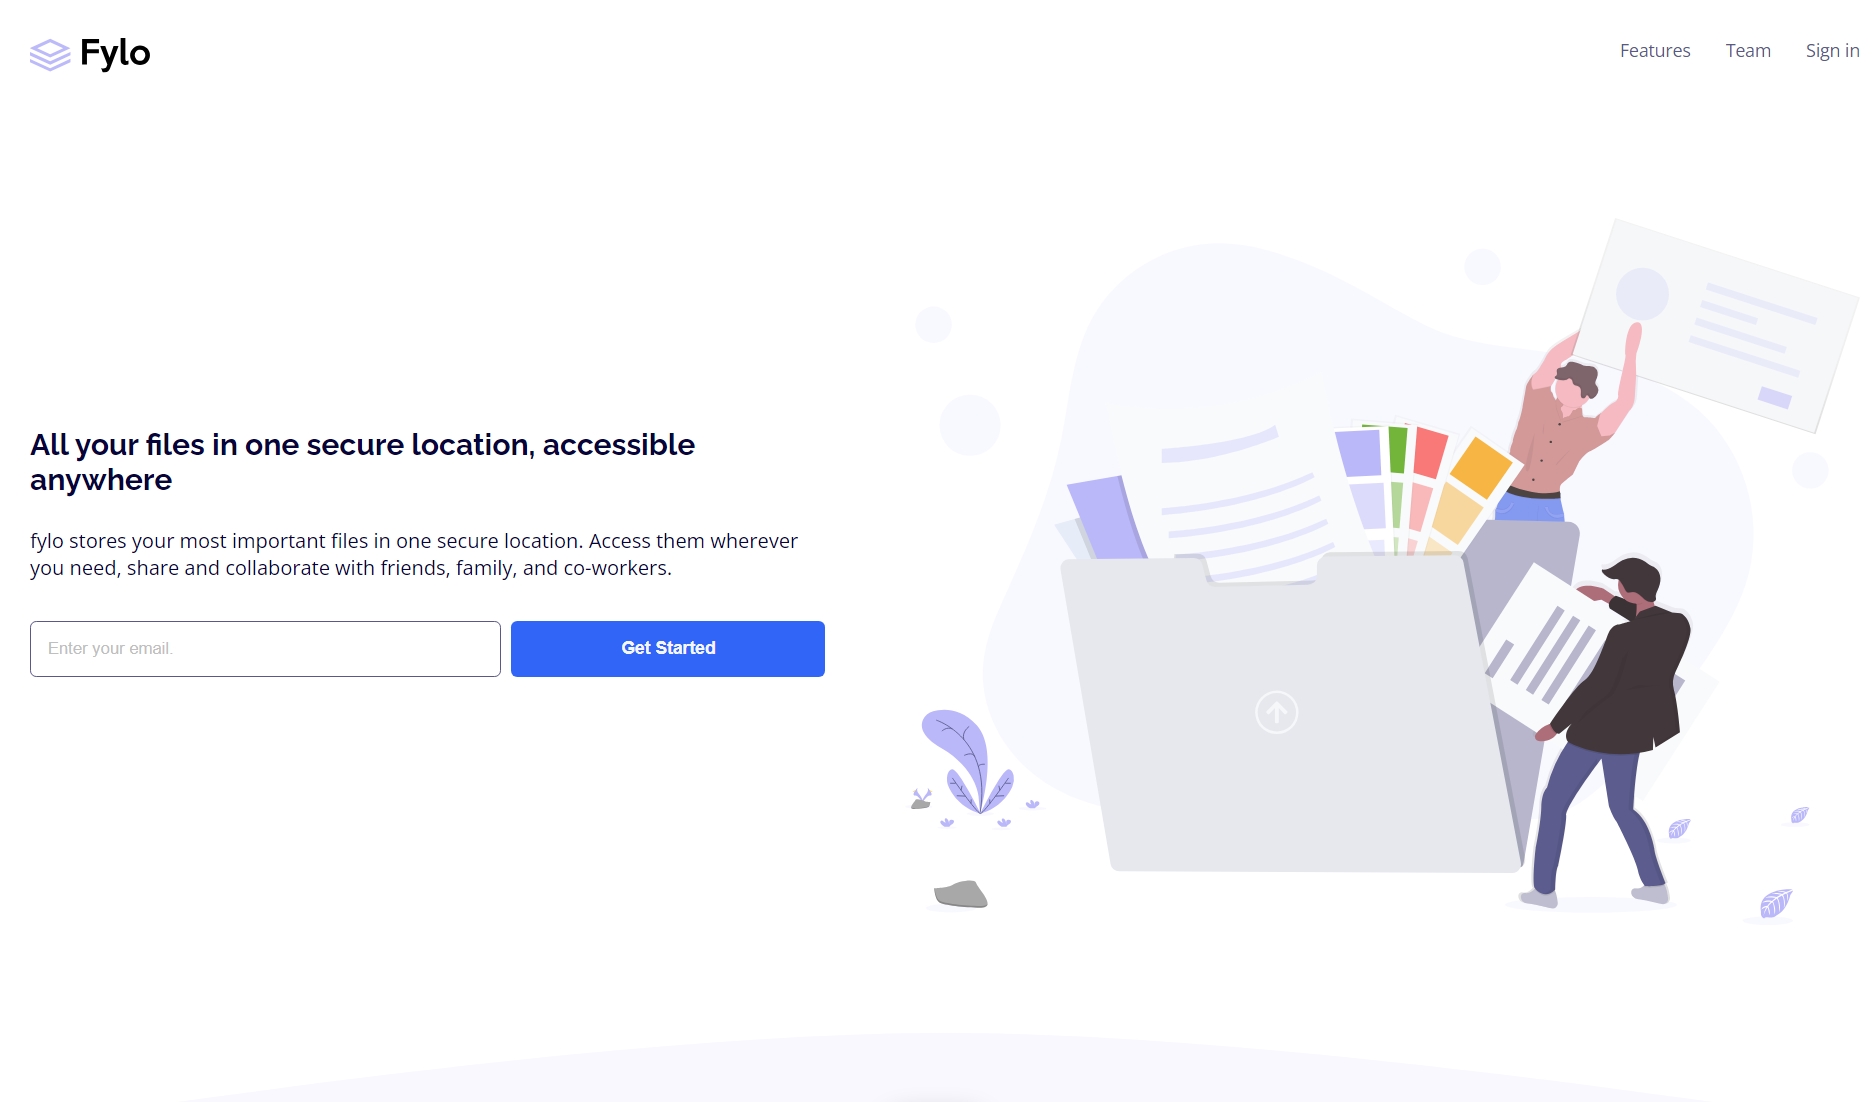 Fylo
Features
Team
Sign in
All your files in one secure location, accessible
anywhere
fylo stores your most important files in one secure location. Access them wherever
you need, share and collaborate with friends, family, and co-workers.
Enter your email.
Get Started